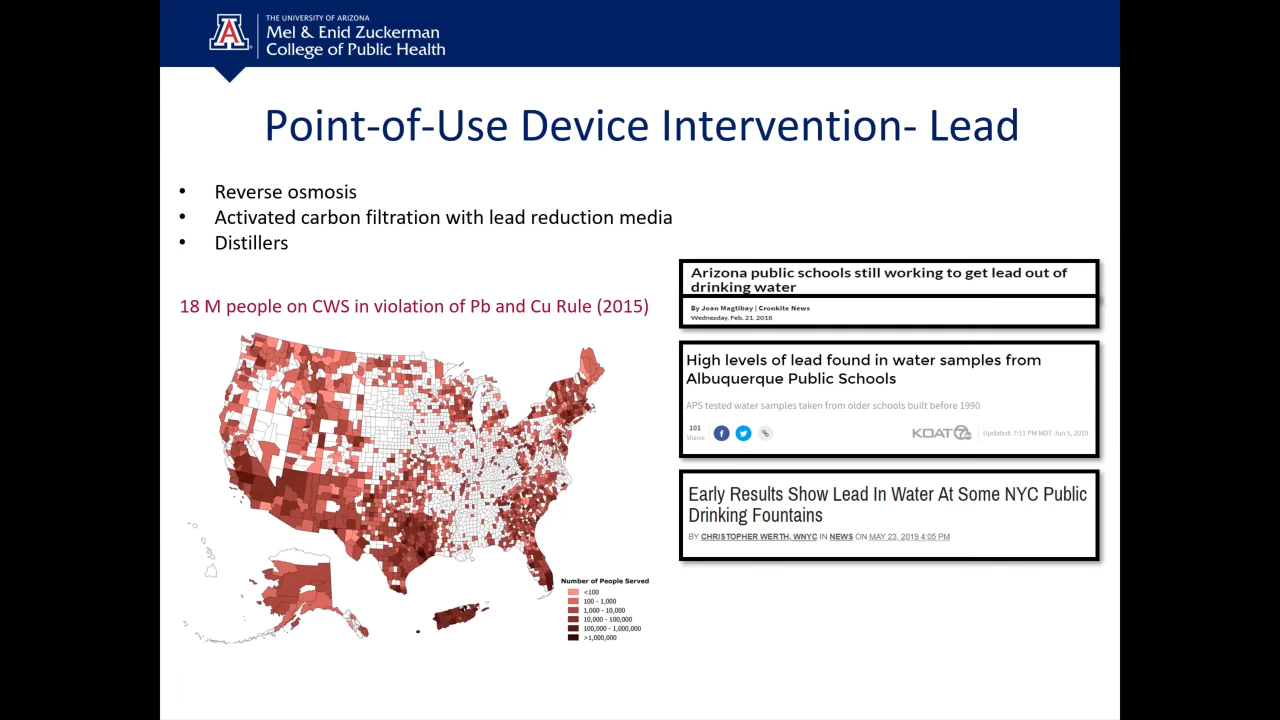 THE UNIVERSITY OF ARIZONA
Mel & Enid Zuckerman
College of Public Health
Point-of-Use Device Intervention- Lead
• Reverse osmosis
• Activated carbon filtration with lead reduction media
• Distillers
18 M people on CWS in violation of Pb and Cu Rule (2015)
Number of People Served
<100
100 - 1,000
1,000 - 10,000
10,000 - 100,000
100,000 - 1,000,000
>1,000,000
Arizona public schools still working to get lead out of
drinking water
By Joan Magtibay | Cronkite News
Wednesday, Feb. 21, 2018
High levels of lead found in water samples from
Albuquerque Public Schools
APS tested water samples taken from older schools built before 1990
101
Shares
KOAT 7
Updated: 7:11 PM MDT Jun 5, 2019
Early Results Show Lead In Water At Some NYC Public
Drinking Fountains
BY CHRISTOPHER WERTH, WNYC IN NEWS ON MAY 23, 2019 4:05 PM